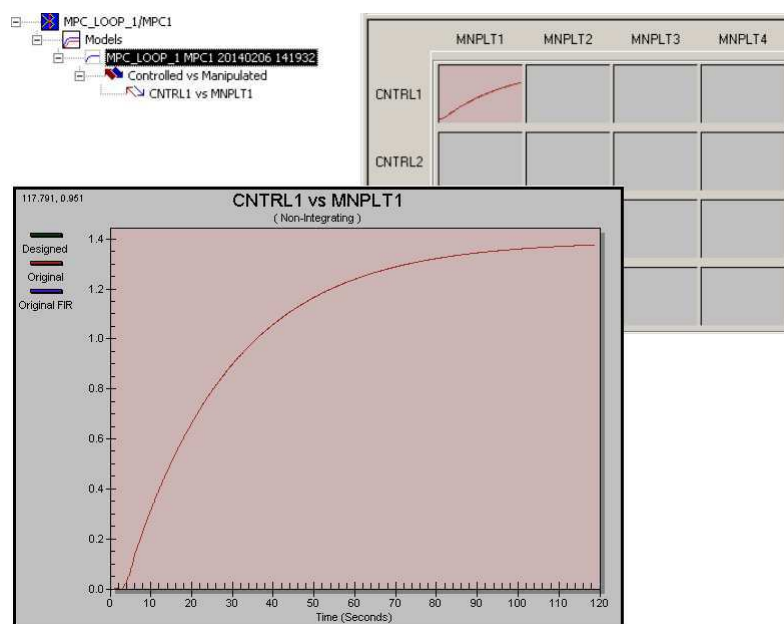 MPC_LOOP_1/MPC1
Models
MPC_LOOP_1 MPC1 20140206 141932
Controlled vs Manipulated
CNTRL1 vs MNPLT1
MNPLT1 MNPLT2 MNPLT3 MNPLT4
CNTRL1
CNTRL2
117.791, 0.951
CNTRL1 vs MNPLT1
( Non-Integrating )
Designed
Original
Original FIR
1.4
1.2
1.0
0.8
0.6
0.4
0.2
0.0
0 10 20 30 40 50 60 70 80 90 100 110 120
Time (Seconds)